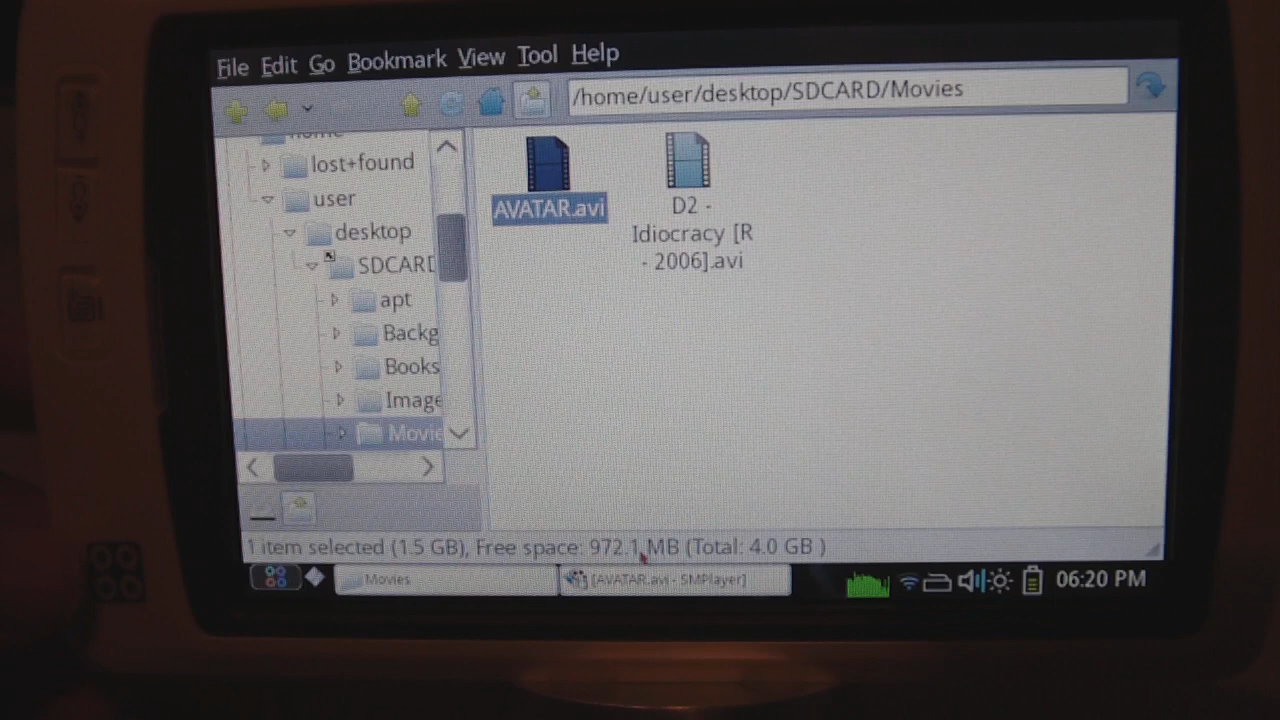 File Edit Go Bookmark View Tool Help
/home/user/desktop/SDCARD/Movies
home
lost+found
user
desktop
SDCARD
apt
Backg
Books
Image
Movie
AVATAR.avi
D2 -
Idiocracy [R
- 2006].avi
1 item selected (1.5 GB), Free space: 972.1 MB (Total: 4.0 GB )
Movies
[AVATAR.avi - SMPlayer]
06:20 PM